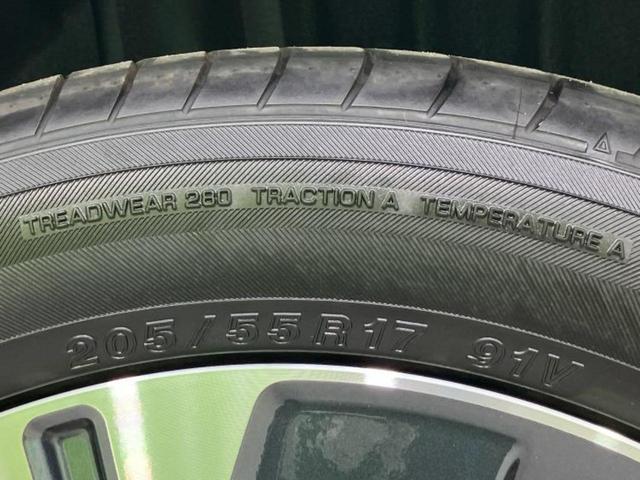 TREADWEAR 280 TRACTION A TEMPERATURE A
205/55R17 91V